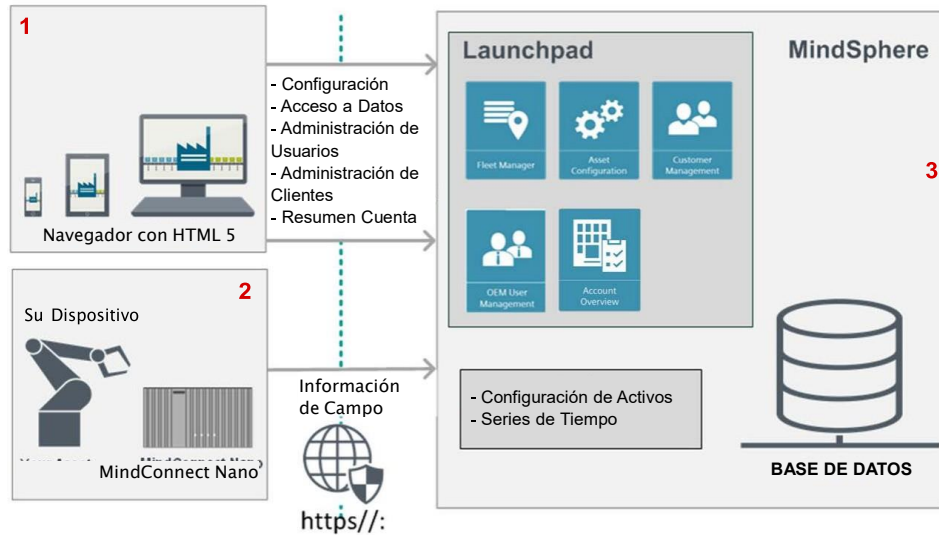 1
Navegador con HTML 5
2
Su Dispositivo
MindConnect Nano
- Configuración
- Acceso a Datos
- Administración de
Usuarios
- Administración de
Clientes
- Resumen Cuenta
Información
de Campo
https//:
Launchpad
MindSphere
Fleet Manager
Asset
Configuration
Customer
Management
OEM User
Management
Account
Overview
3
- Configuración de Activos
- Series de Tiempo
BASE DE DATOS